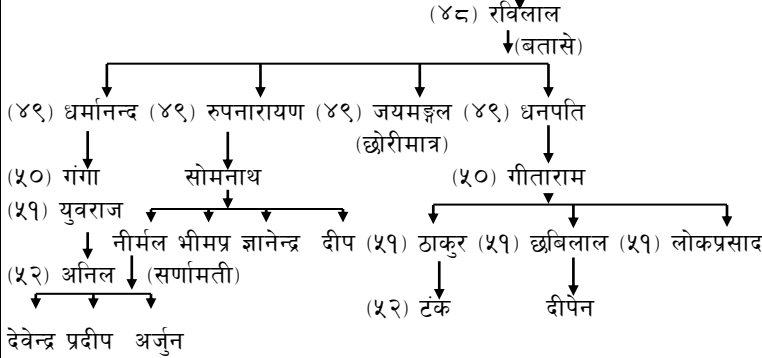 (४८) रविलाल
(बतासे)
(४९) धर्मानन्द (४९) रुपनारायण (४९) जयमङ्गल (४९) धनपति
(छोरीमात्र)
(५०) गंगा सोमनाथ (५०) गीताराम
(५१) युवराज
नीर्मल भीमप्र ज्ञानेन्द्र दीप (५१) ठाकुर (५१) छबिलाल (५१) लोकप्रसाद
(५२) अनिल (सर्णामती)
(५२) टंक दीपेन
देवेन्द्र प्रदीप अर्जुन